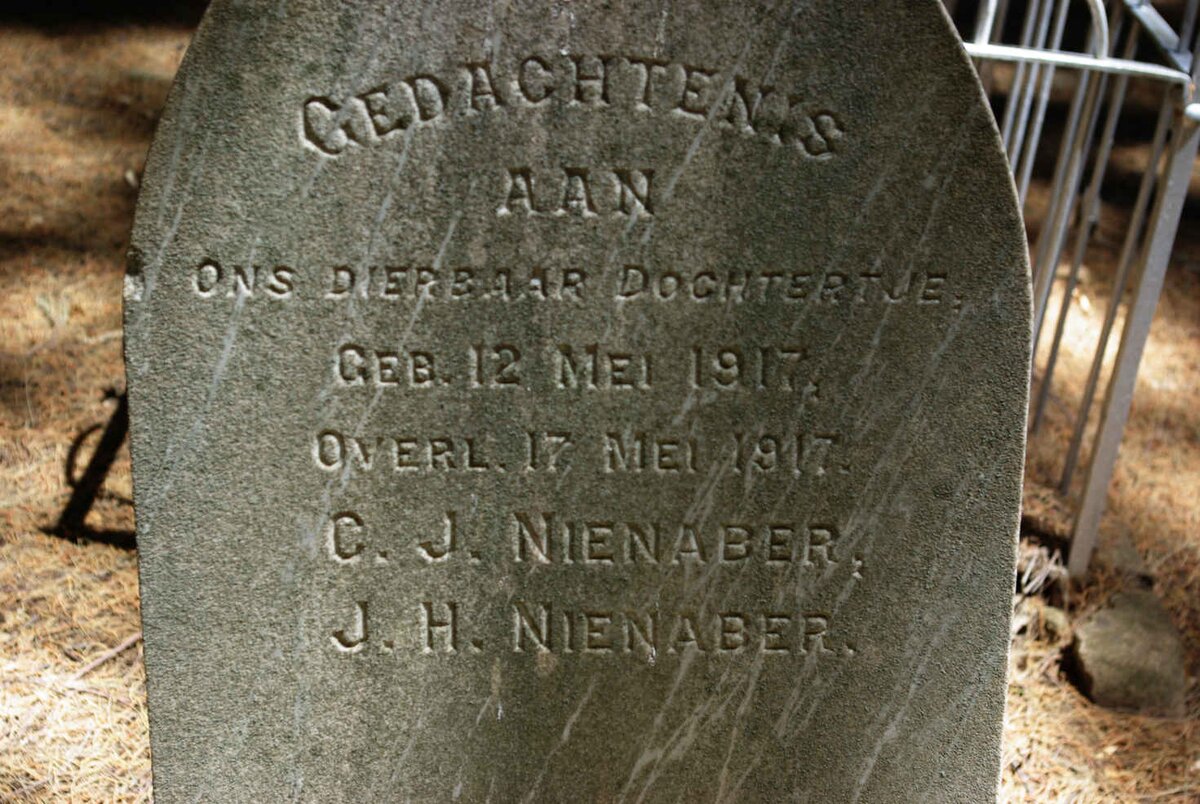 GEDACHTENIS
AAN
ONS DIERBAAR DOCHTERTJE,
GEB. 12 MEI 1917,
OVERL. 17 MEI 1917.
C. J. NIENABER,
J. H. NIENABER.